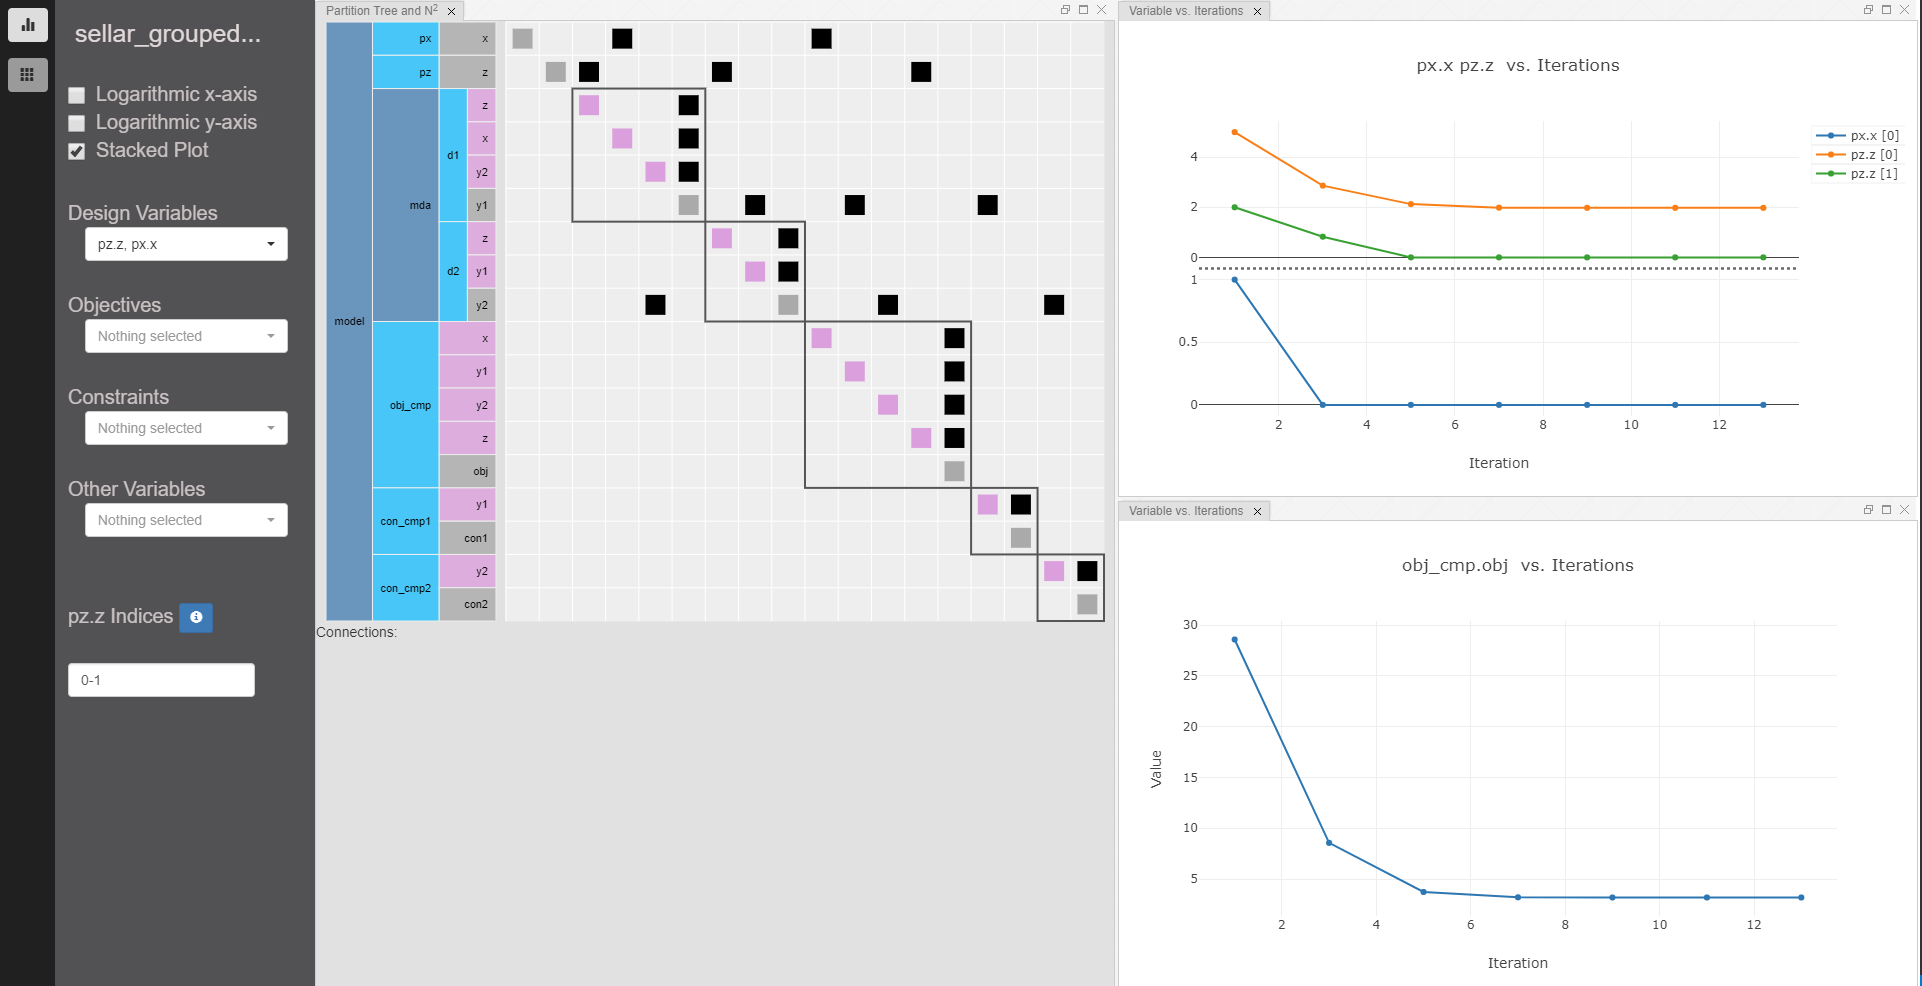 sellar_grouped...
Logarithmic x-axis
Logarithmic y-axis
Stacked Plot
Design Variables
pz.z, px.x
Objectives
Nothing selected
Constraints
Nothing selected
Other Variables
Nothing selected
pz.z Indices
0-1
Partition Tree and N²
model
px
x
pz
z
mda
d1
z
x
y2
y1
d2
z
y1
y2
obj_cmp
x
y1
y2
z
obj
con_cmp1
y1
con1
con_cmp2
y2
con2
Connections:
Variable vs. Iterations
px.x pz.z vs. Iterations
px.x [0]
pz.z [0]
pz.z [1]
4
2
0
1
0.5
0
2 4 6 8 10 12
Iteration
Variable vs. Iterations
obj_cmp.obj vs. Iterations
Value
30
25
20
15
10
5
2 4 6 8 10 12
Iteration